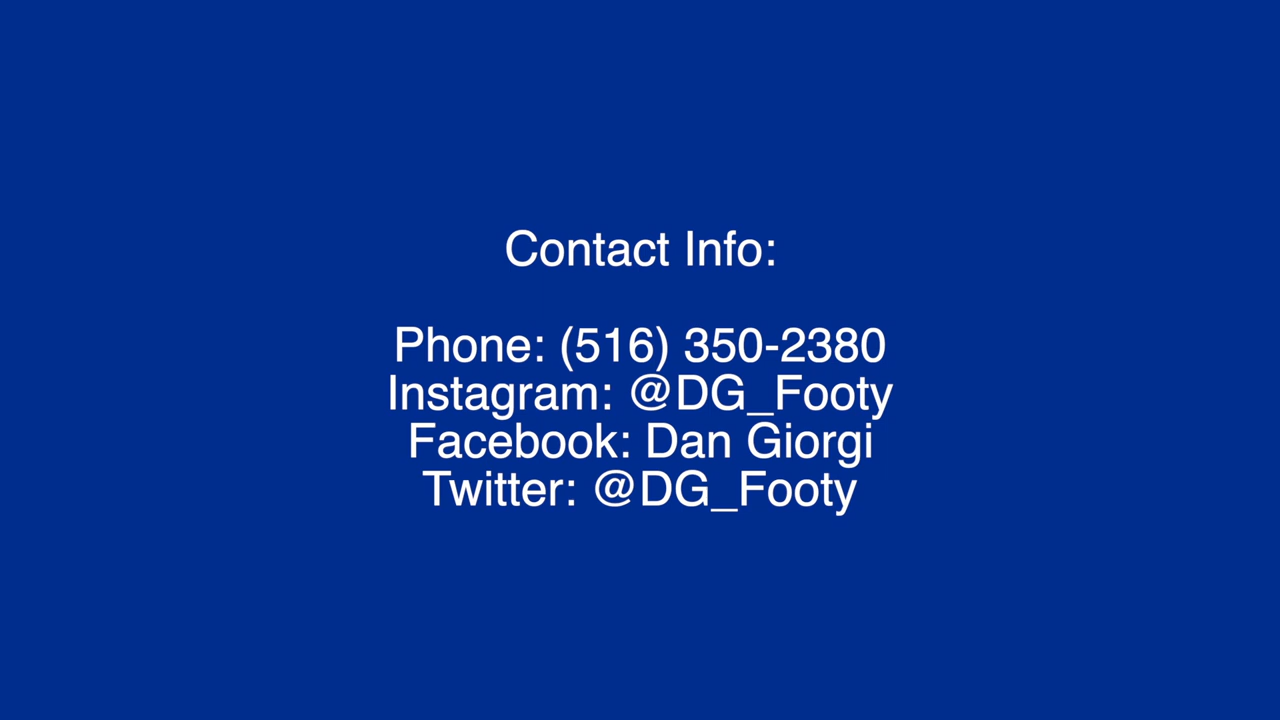 Contact Info:
Phone: (516) 350-2380
Instagram: @DG_Footy
Facebook: Dan Giorgi
Twitter: @DG_Footy